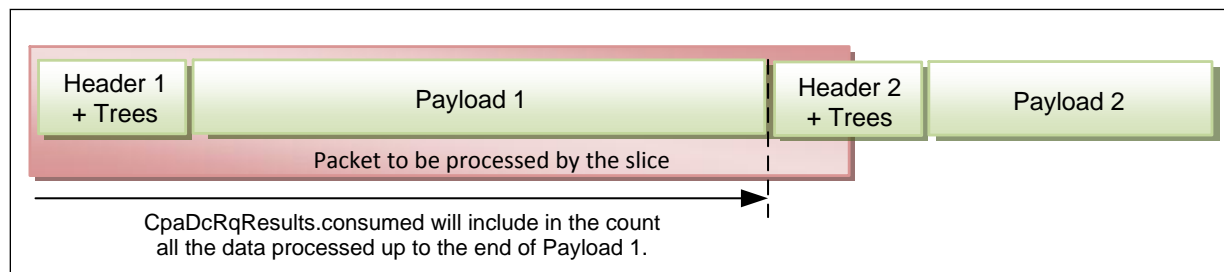 Header 1
+ Trees
Payload 1
Header 2
+ Trees
Payload 2
Packet to be processed by the slice
CpaDcRqResults.consumed will include in the count
all the data processed up to the end of Payload 1.